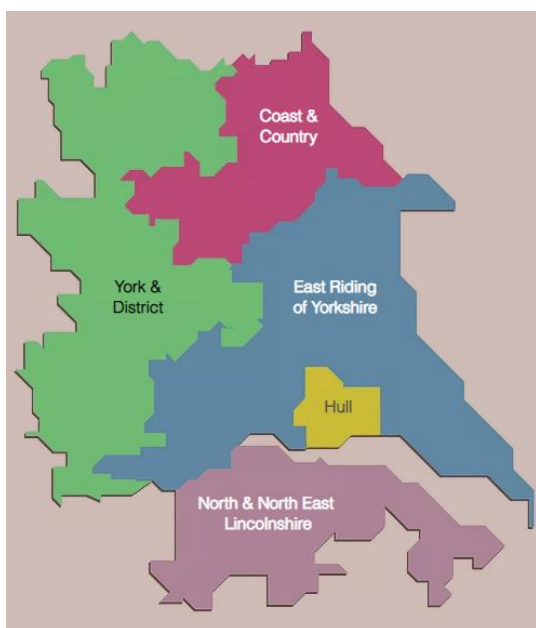 Coast &
Country
York &
District
East Riding
of Yorkshire
Hull
North & North East
Lincolnshire